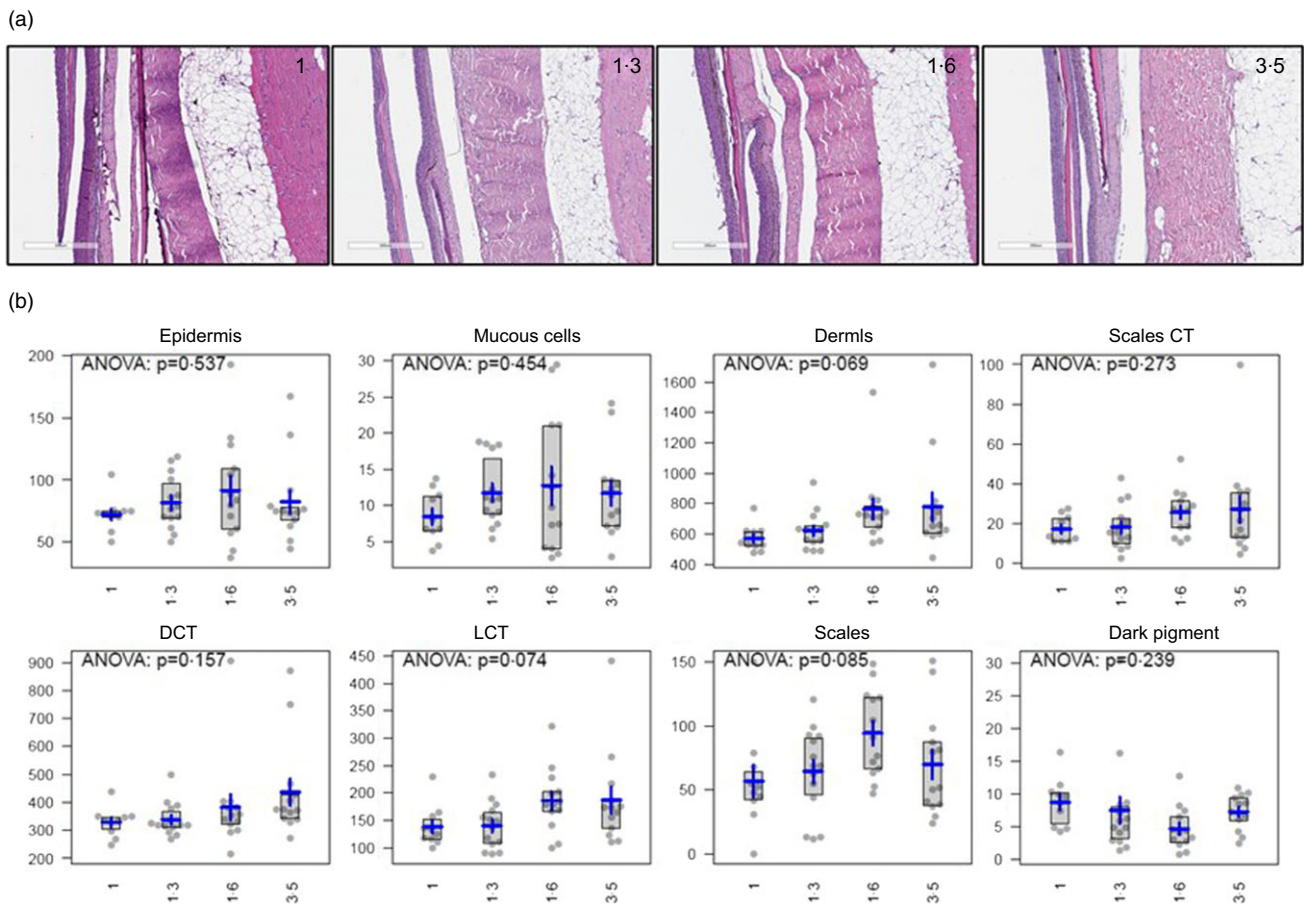 (a)
1 1·3 1·6 3·5
(b)
Epidermis Mucous cells Dermls Scales CT
ANOVA: p=0·537 ANOVA: p=0·454 ANOVA: p=0·069 ANOVA: p=0·273
200 30 1600 100
150 25 1400 80
100 20 1200 60
50 15 1000 40
10 800 20
5 600 0
400
1 1·3 1·6 3·5 1 1·3 1·6 3·5 1 1·3 1·6 3·5 1 1·3 1·6 3·5
DCT LCT Scales Dark pigment
ANOVA: p=0·157 ANOVA: p=0·074 ANOVA: p=0·085 ANOVA: p=0·239
900 450 150 30
800 400 100 25
700 350 50 20
600 300 0 15
500 250 10
400 200 5
300 150 0
200 100
1 1·3 1·6 3·5 1 1·3 1·6 3·5 1 1·3 1·6 3·5 1 1·3 1·6 3·5